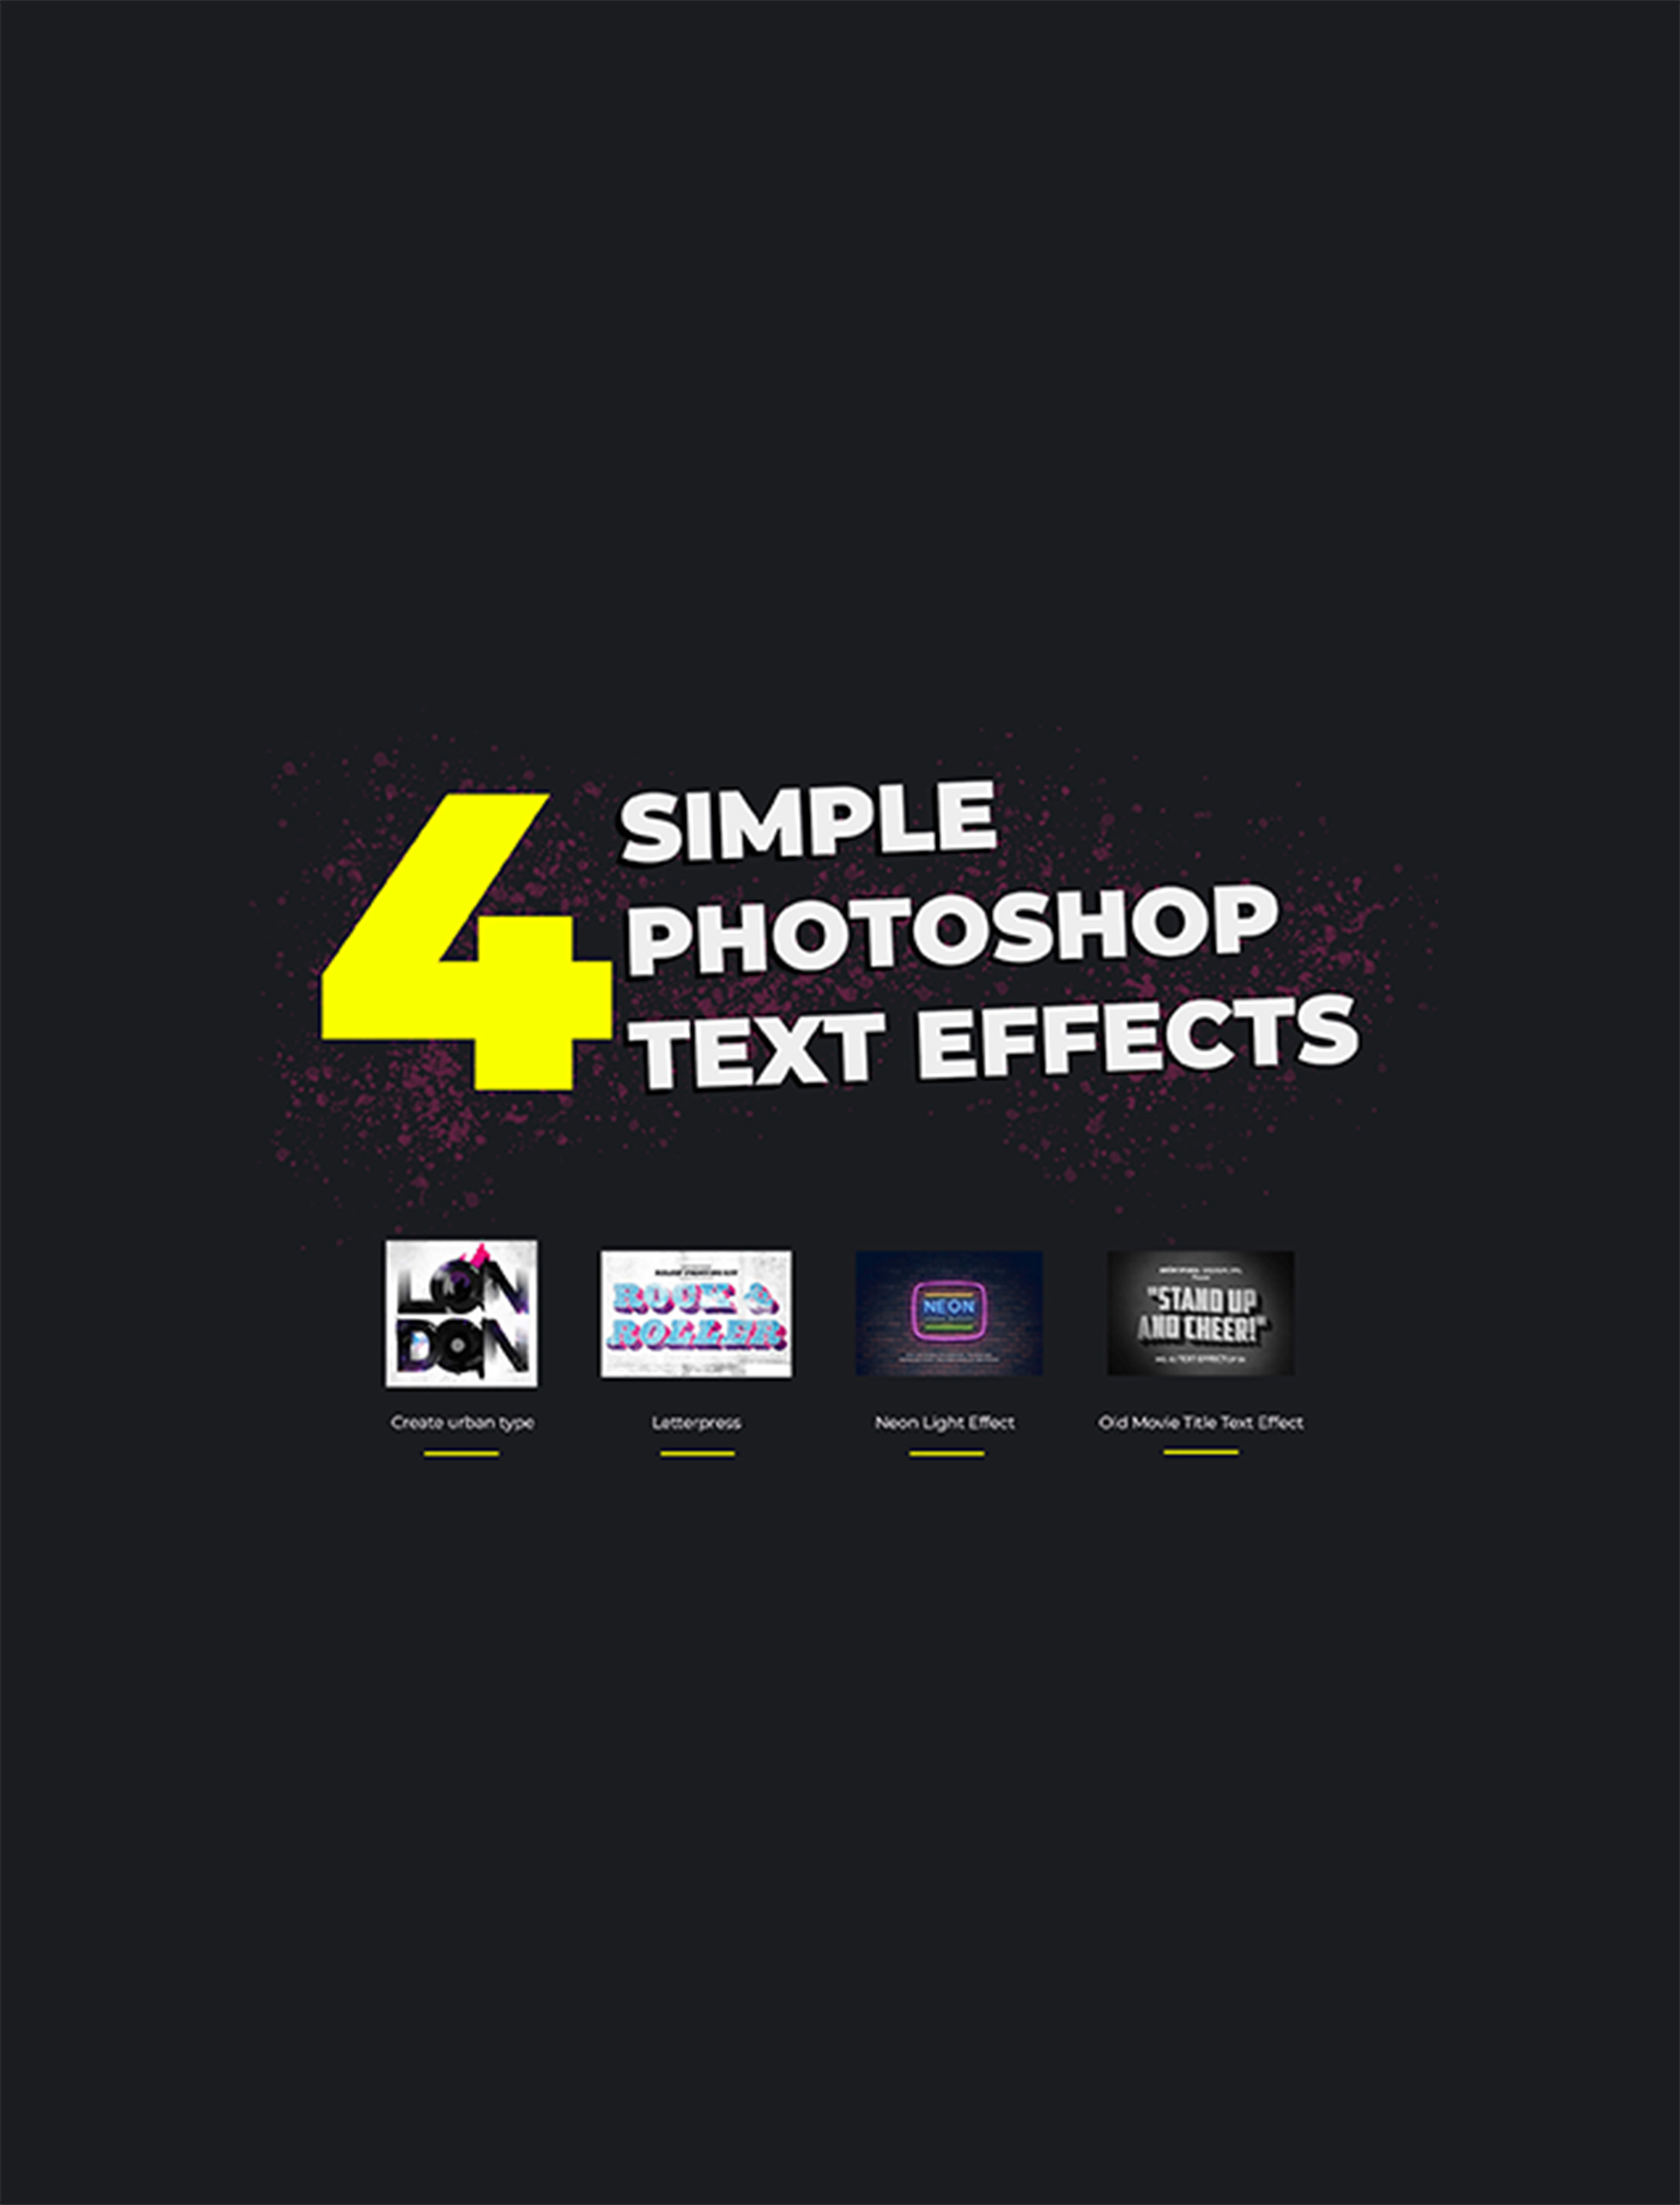 4
SIMPLE
PHOTOSHOP
TEXT EFFECTS
LON
DON
ROCK &
ROLLER
NEON
"STAND UP
AND CHEER!"
Create urban type
Letterpress
Neon Light Effect
Old Movie Title Text Effect